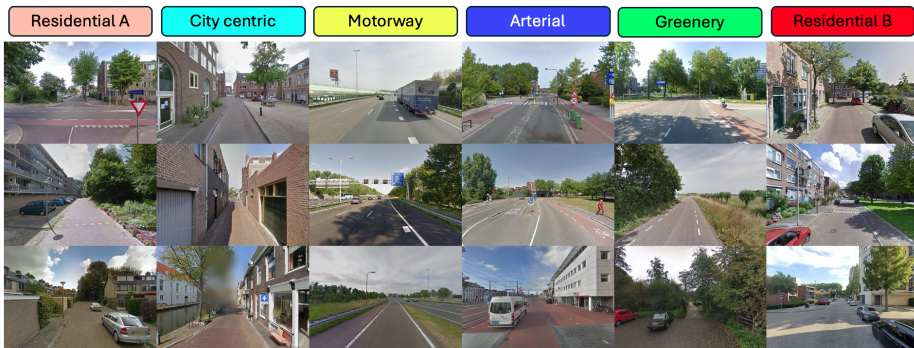 Residential A
City centric
Motorway
Arterial
Greenery
Residential B